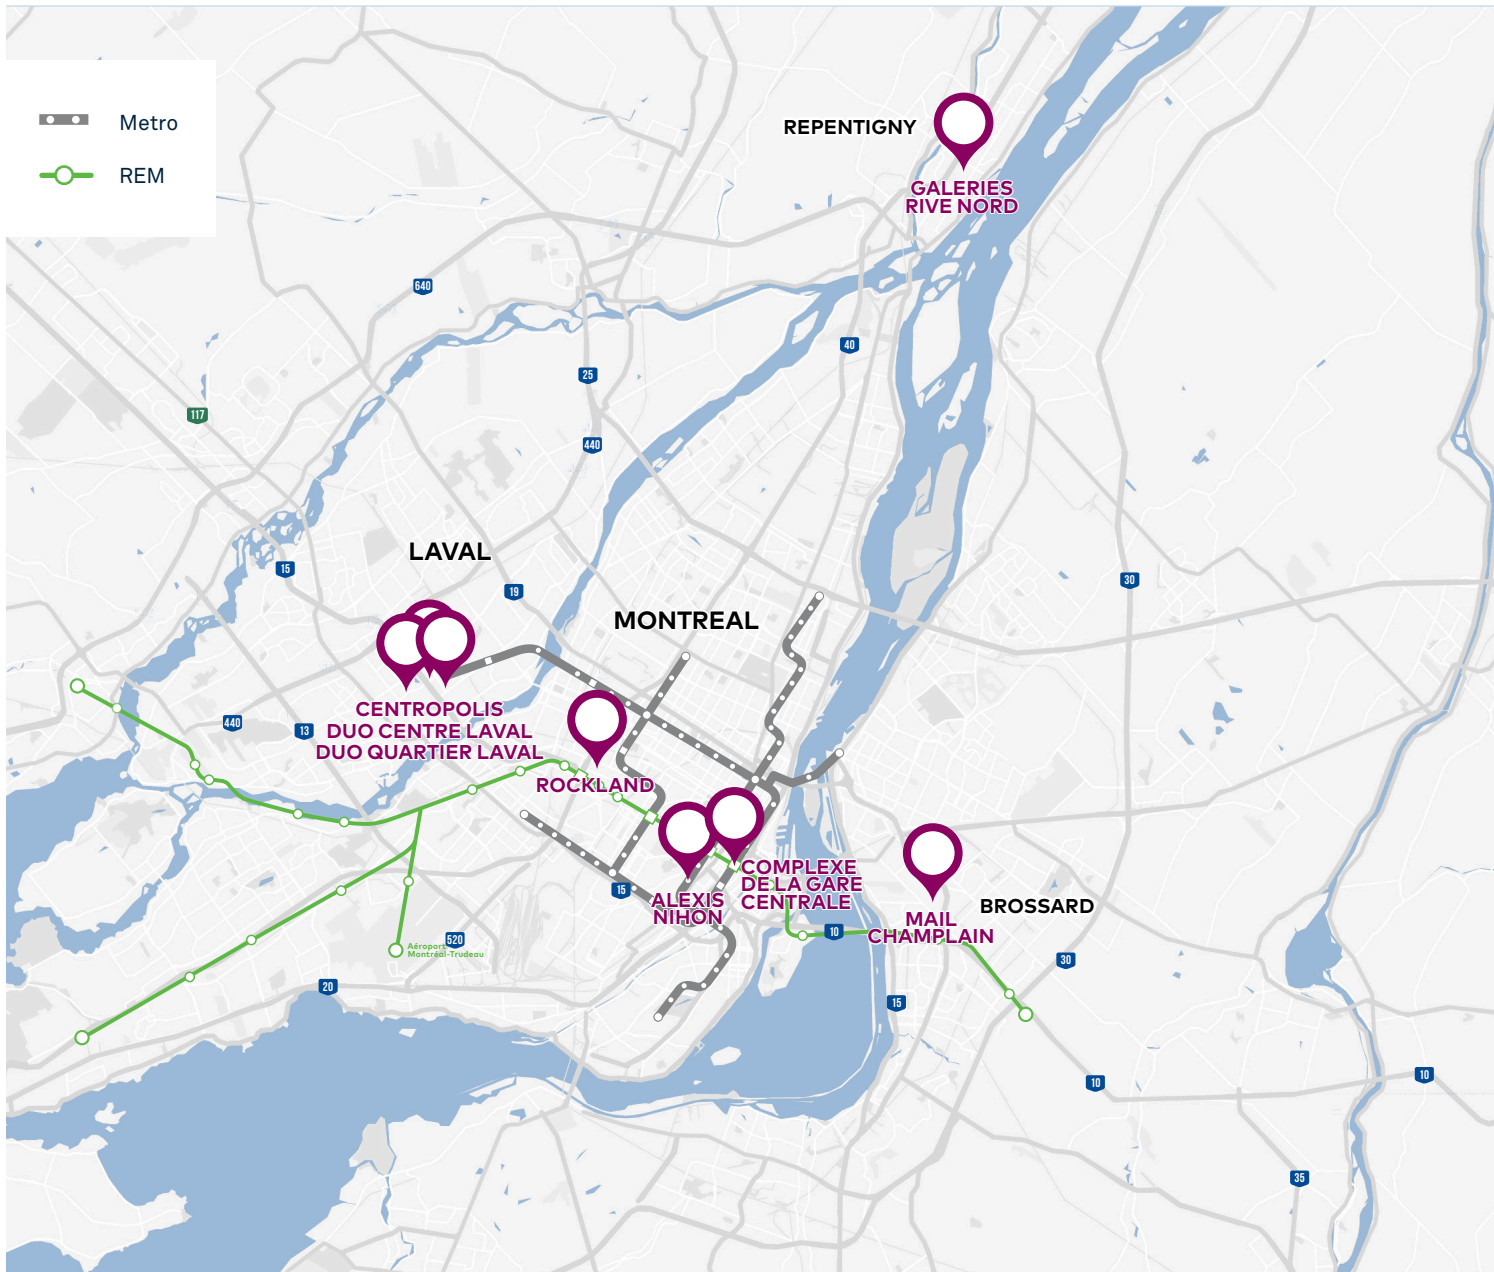 Metro
REM
REPENTIGNY
GALERIES
RIVE NORD
640
40
25
117
440
LAVAL
15
30
19
MONTREAL
CENTROPOLIS
DUO CENTRE LAVAL
DUO QUARTIER LAVAL
440
13
ROCKLAND
COMPLEXE
DE LA GARE
CENTRALE
15
ALEXIS
NIHON
MAIL
CHAMPLAIN
BROSSARD
10
520
Aéroport
Montréal-Trudeau
30
20
15
10
10
35